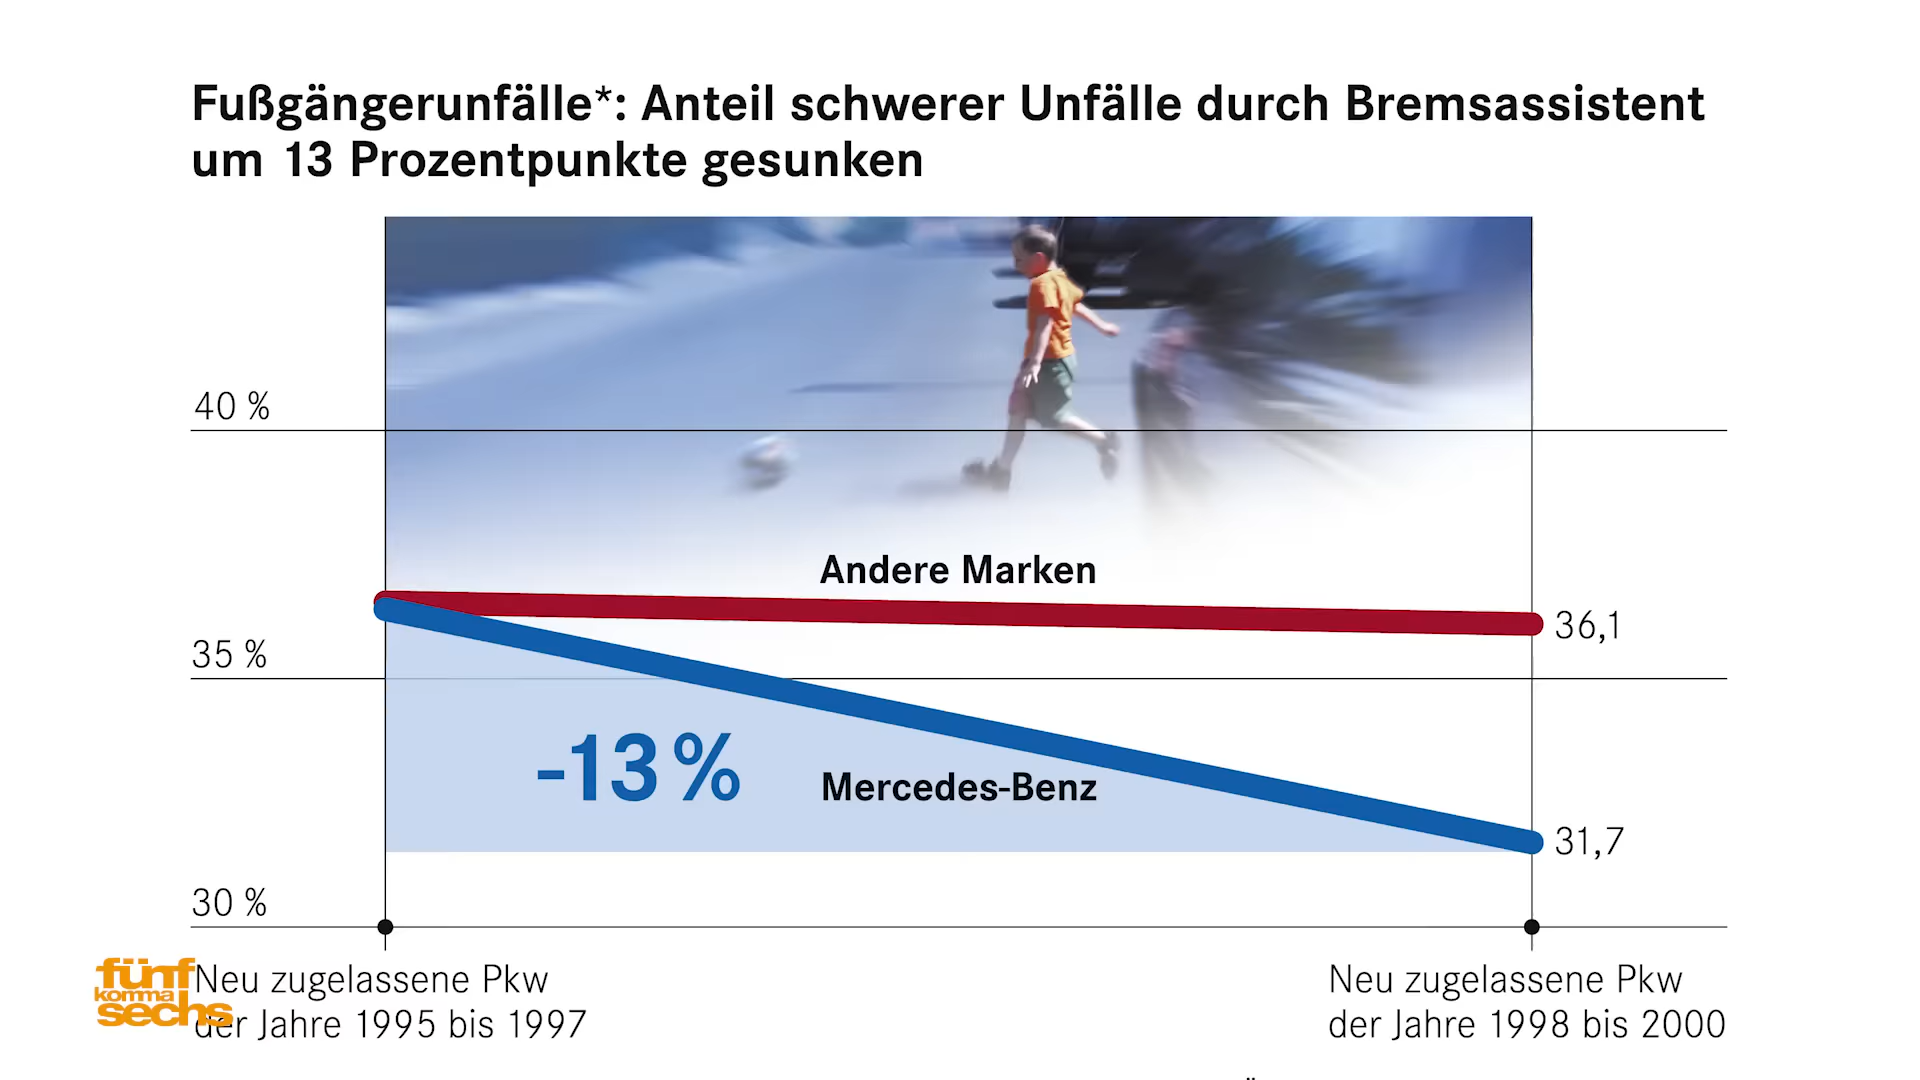 Fußgängerunfälle*: Anteil schwerer Unfälle durch Bremsassistent
um 13 Prozentpunkte gesunken
40 %
Andere Marken
36,1
35 %
-13 %
Mercedes-Benz
31,7
30 %
Neu zugelassene Pkw
der Jahre 1995 bis 1997
Neu zugelassene Pkw
der Jahre 1998 bis 2000
fünf
komma
sechs